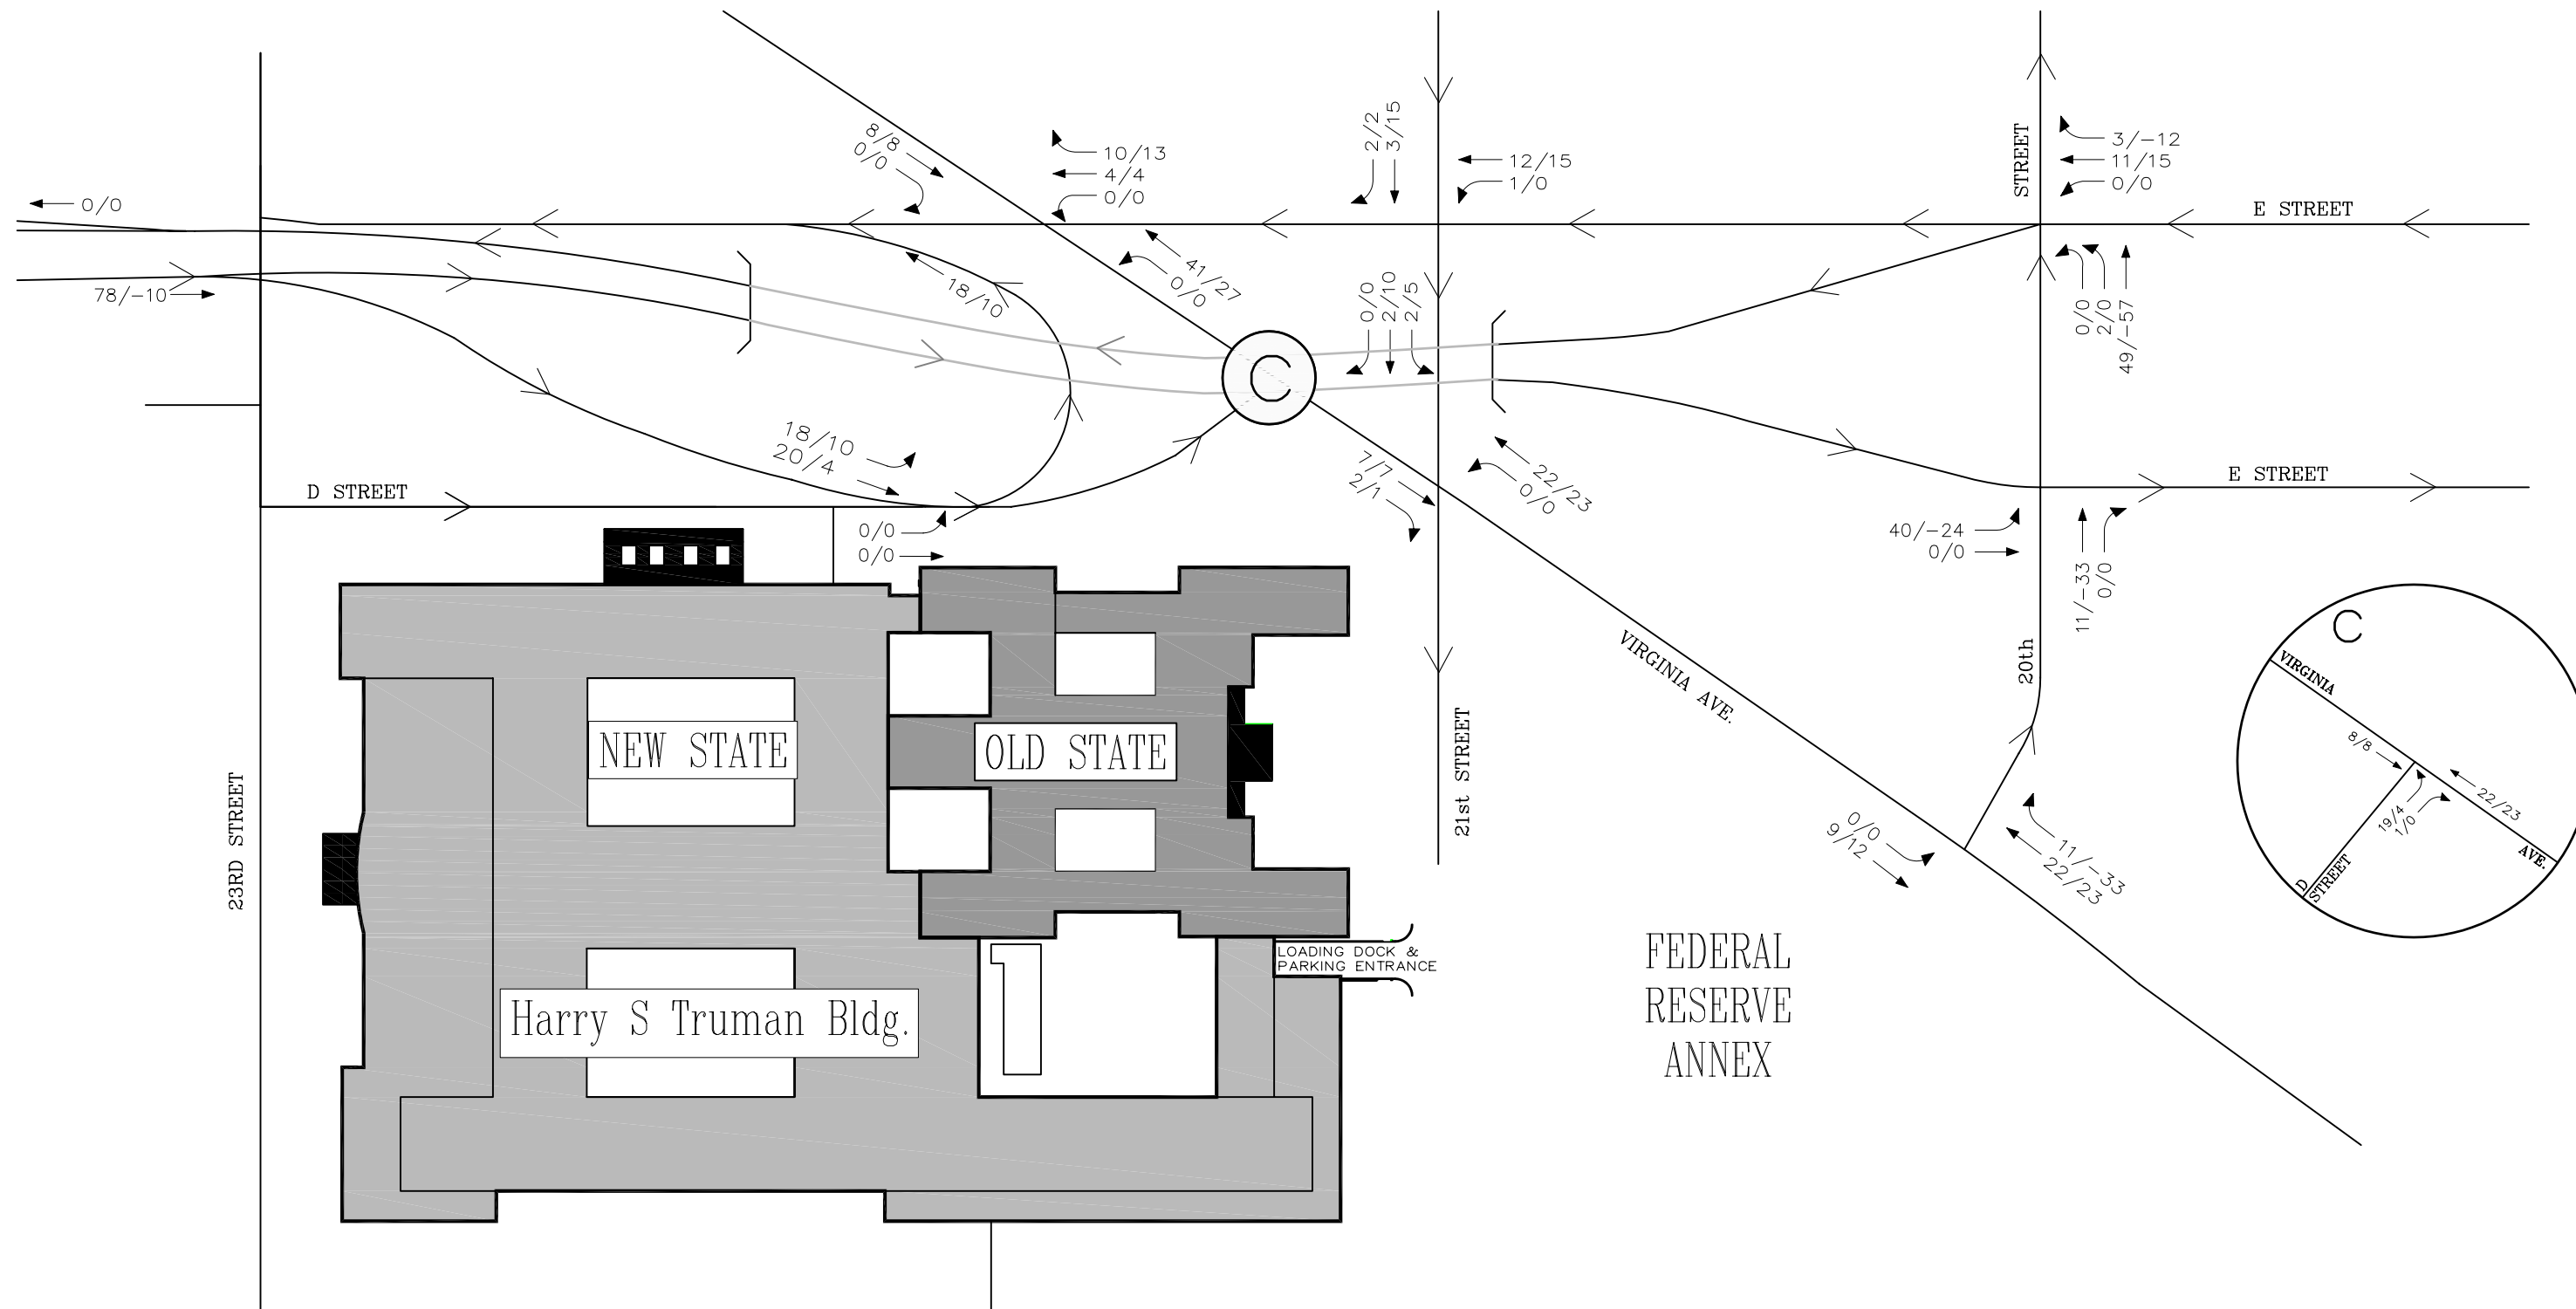 8/8
0/0
10/13
4/4
0/0
2/2
3/15
12/15
1/0
STREET
3/-12
11/15
0/0
0/0
E STREET
78/-10
18/10
41/27
0/0
0/0
2/10
2/5
0/0
2/0
49/-57
18/10
20/4
D STREET
0/0
0/0
7/7
2/1
22/23
0/0
E STREET
40/-24
0/0
11/-33
0/0
20th
VIRGINIA AVE.
C
C
VIRGINIA
8/8
22/23
19/4
1/0
AVE.
D
STREET
NEW STATE
OLD STATE
21st STREET
23RD STREET
0/0
9/12
11/-33
22/23
LOADING DOCK &
PARKING ENTRANCE
FEDERAL
RESERVE
ANNEX
Harry S Truman Bldg.